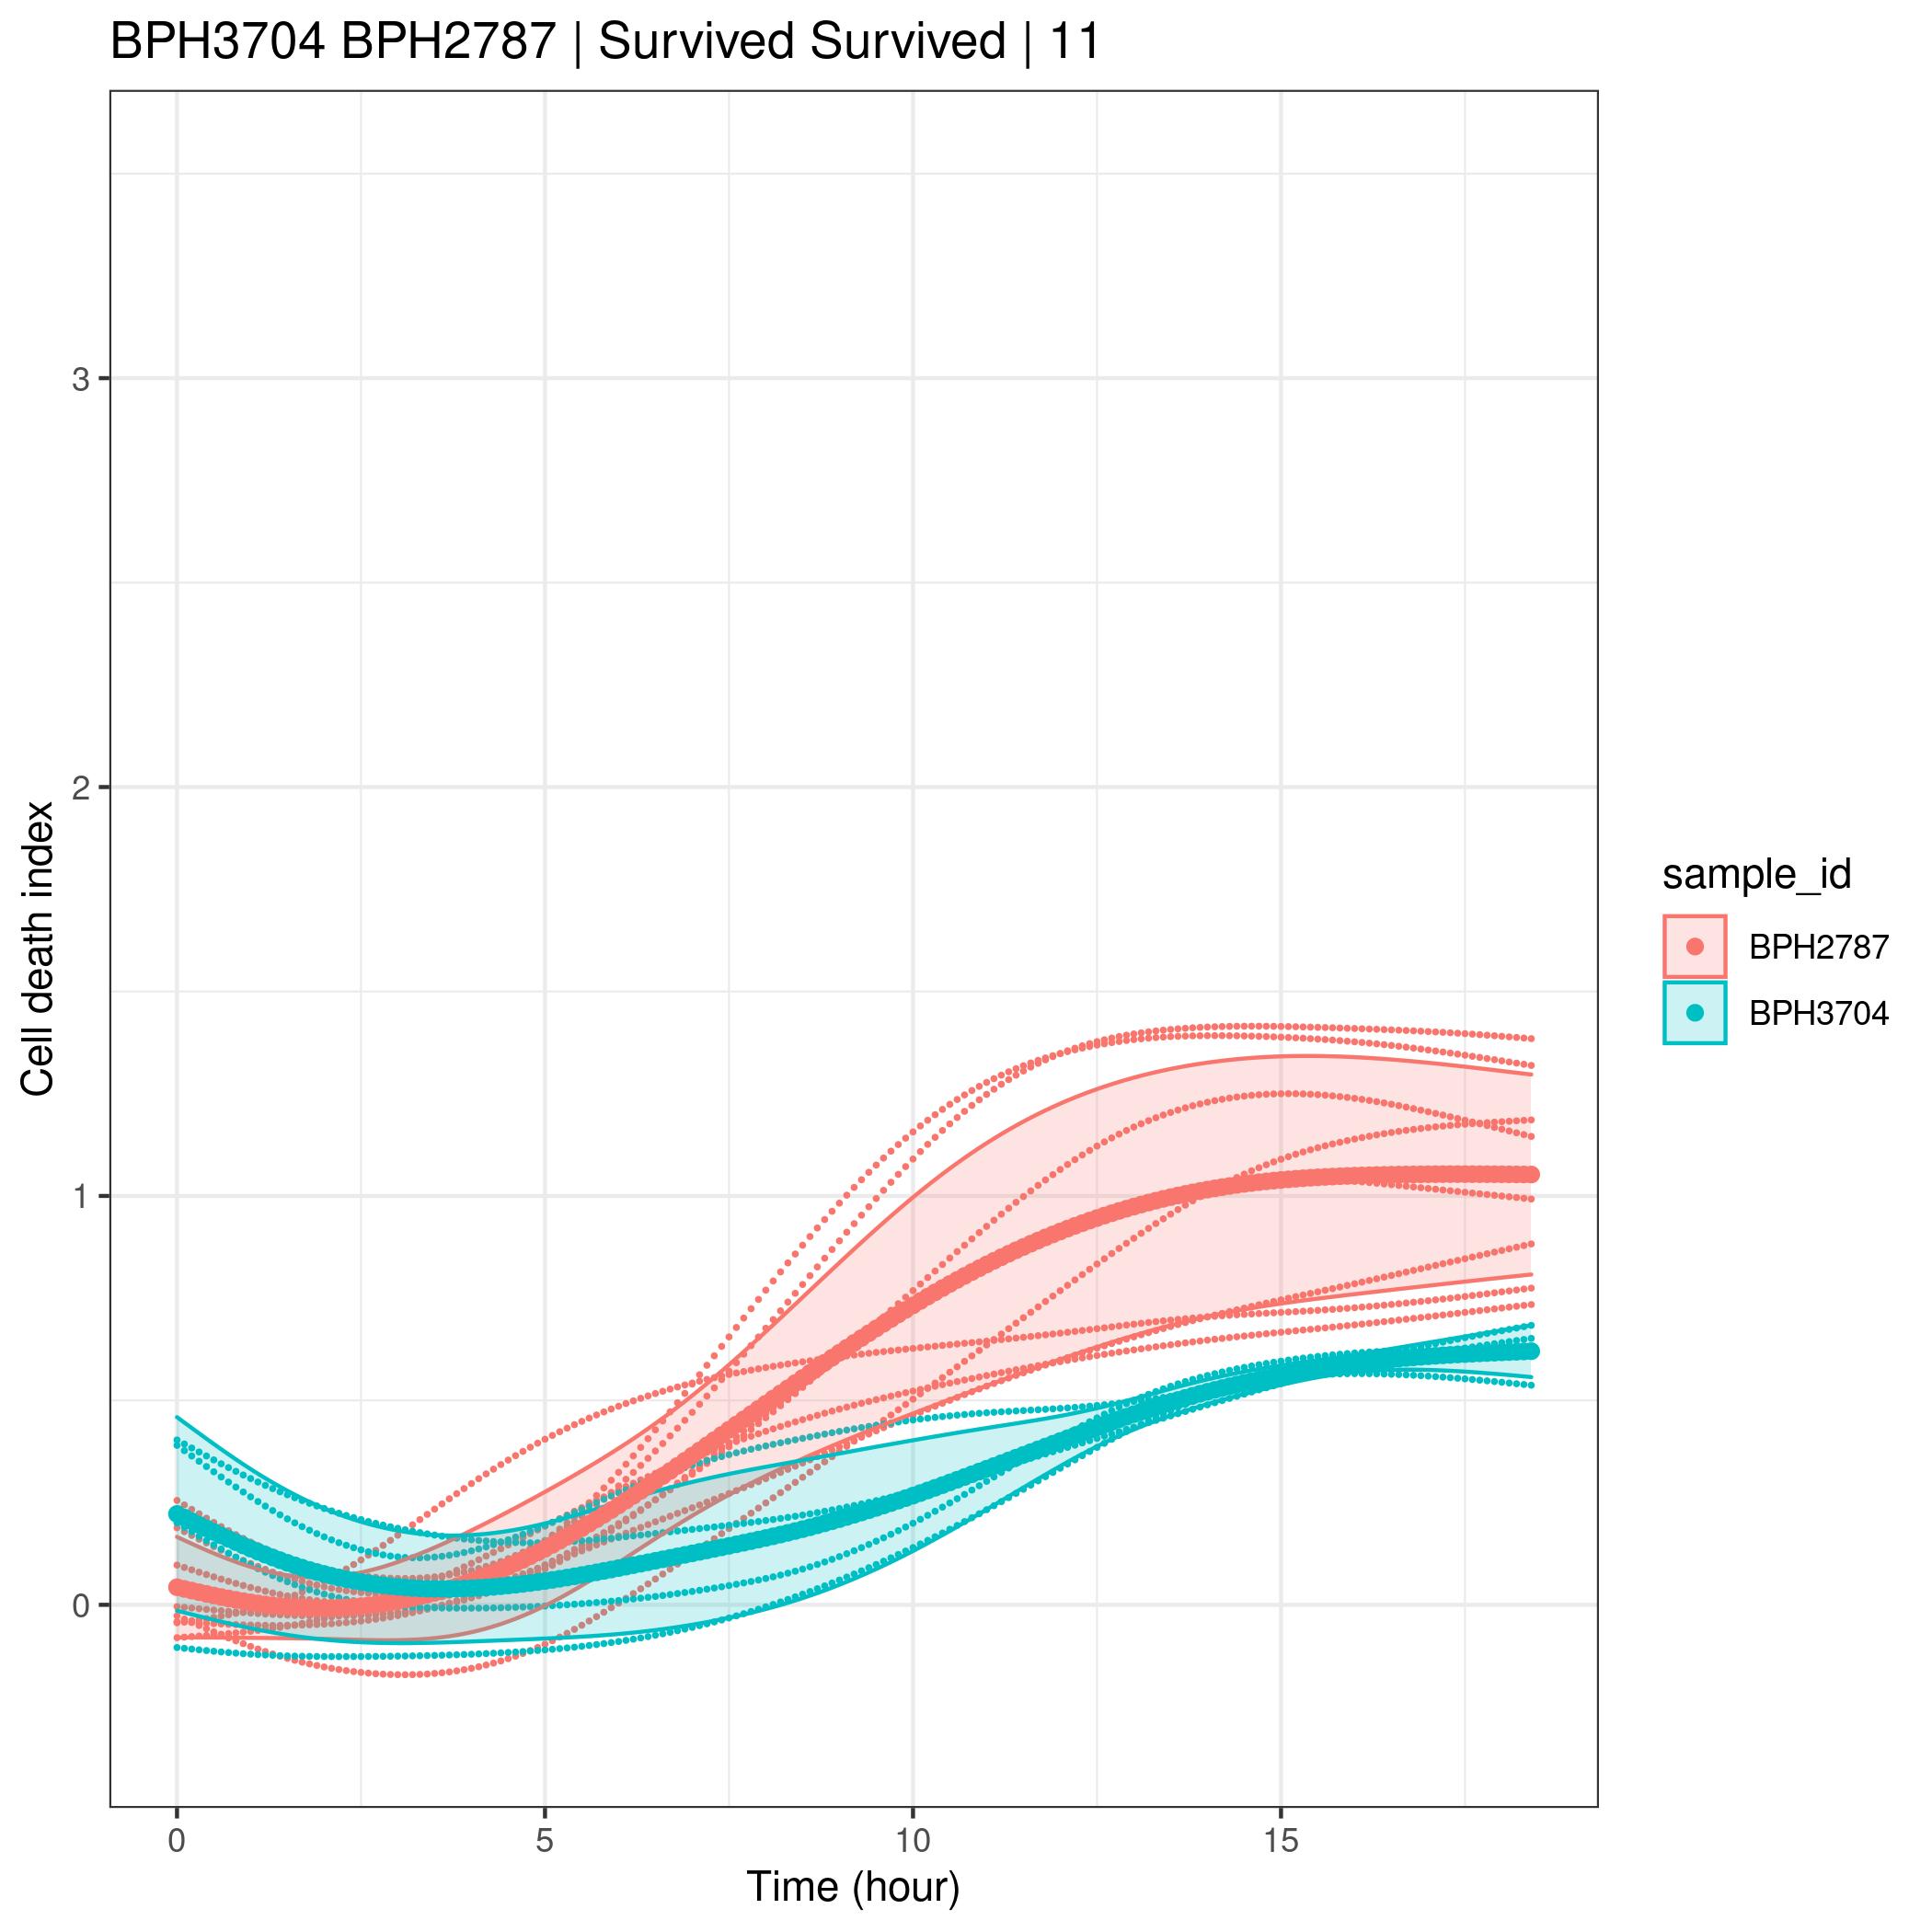 BPH3704 BPH2787 | Survived Survived | 11
Cell death index
3
2
1
0
0 5 10 15
Time (hour)
sample_id
BPH2787
BPH3704